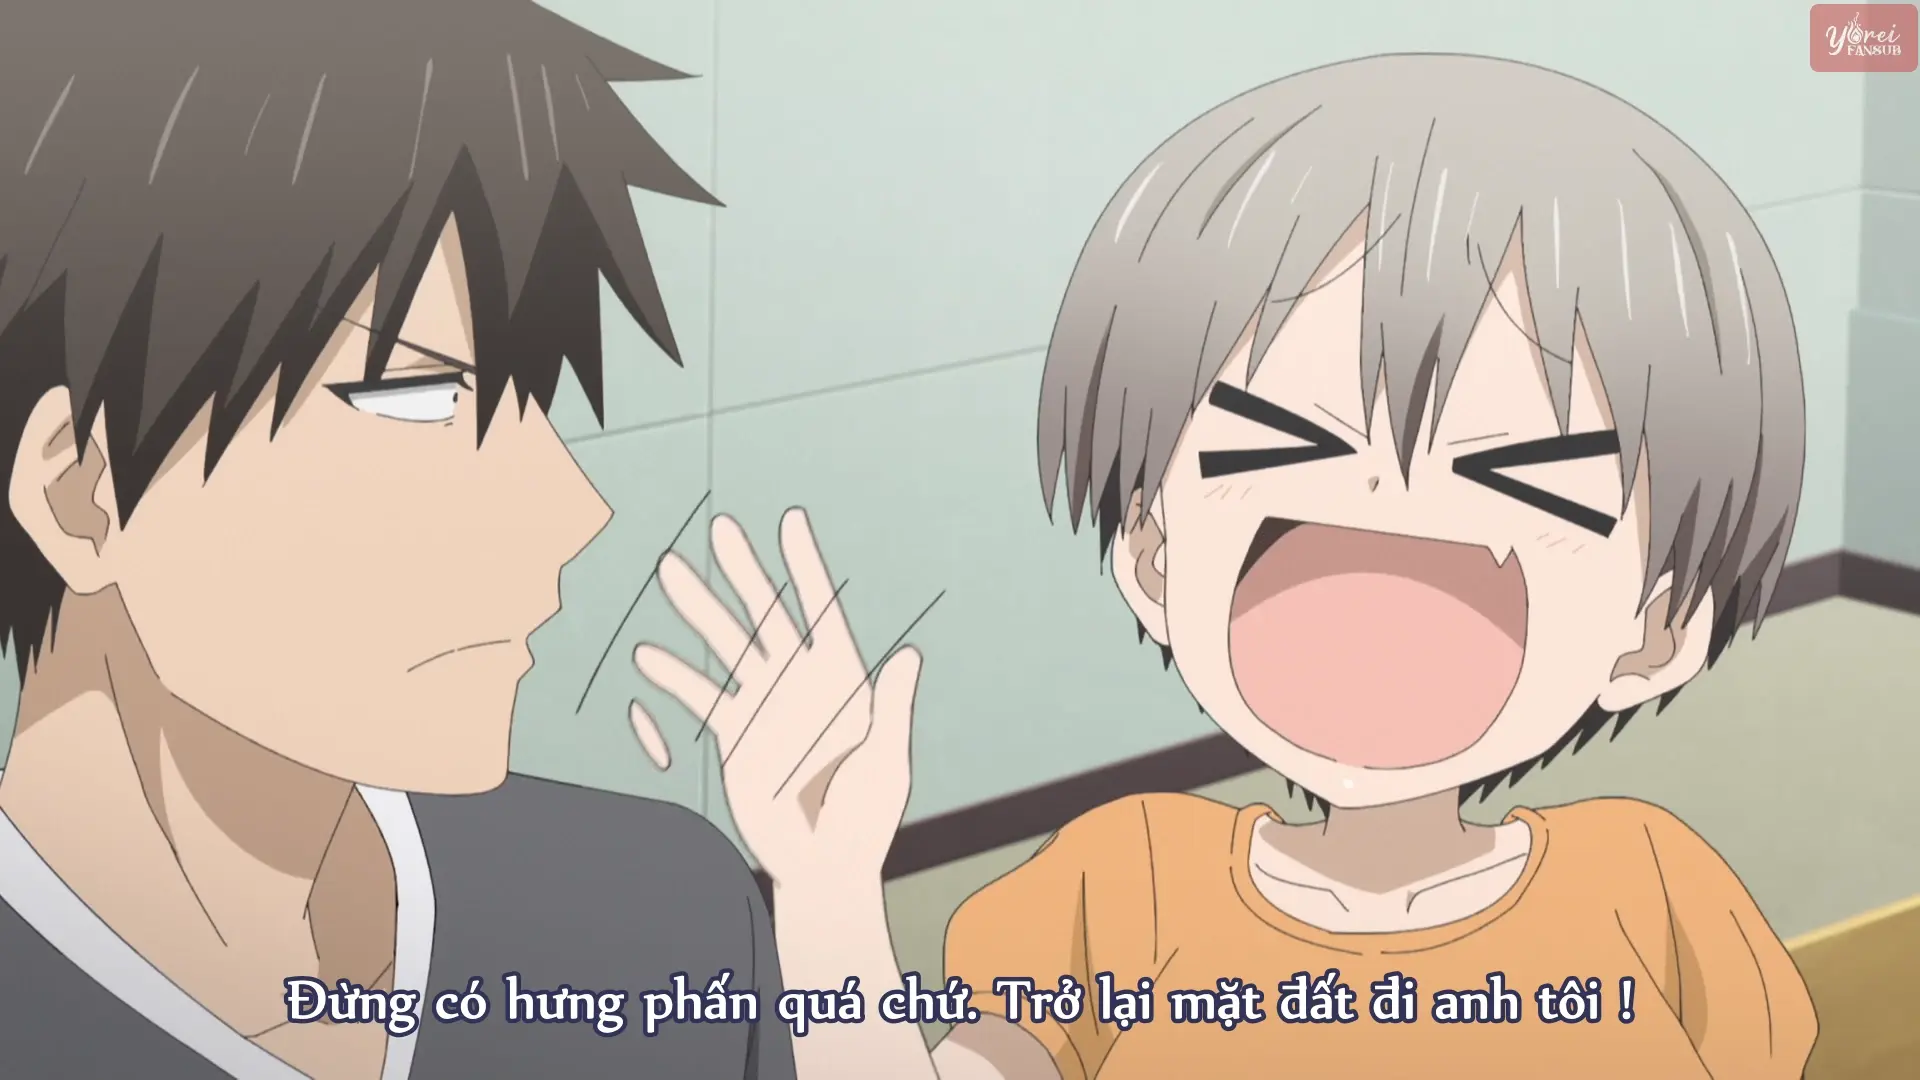 Yorei
FANSUB
Đừng có hưng phấn quá chứ. Trở lại mặt đất đi anh tôi !